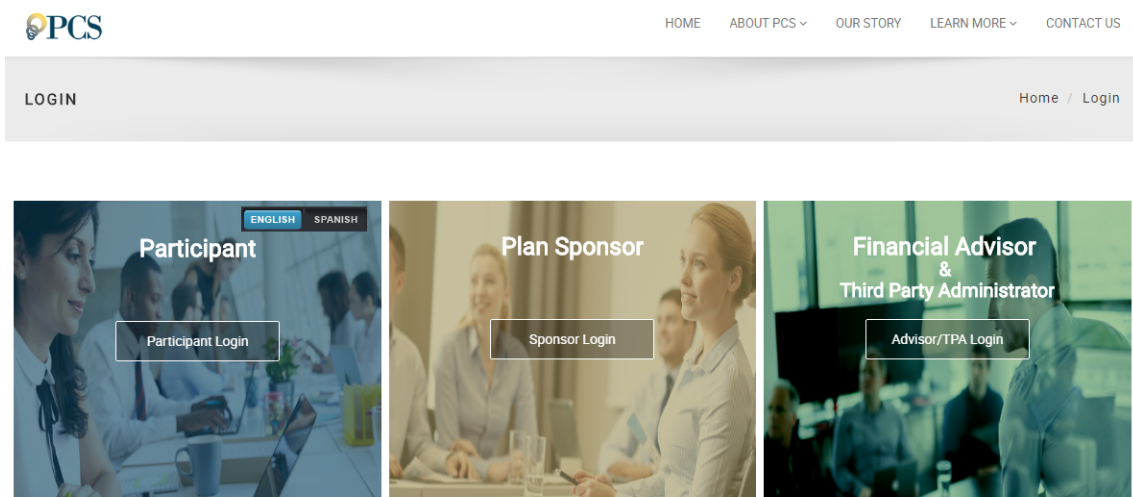 PCS
HOME
ABOUT PCS
OUR STORY
LEARN MORE
CONTACT US
LOGIN
Home / Login
ENGLISH
SPANISH
Participant
Participant Login
Plan Sponsor
Sponsor Login
Financial Advisor
&
Third Party Administrator
Advisor/TPA Login